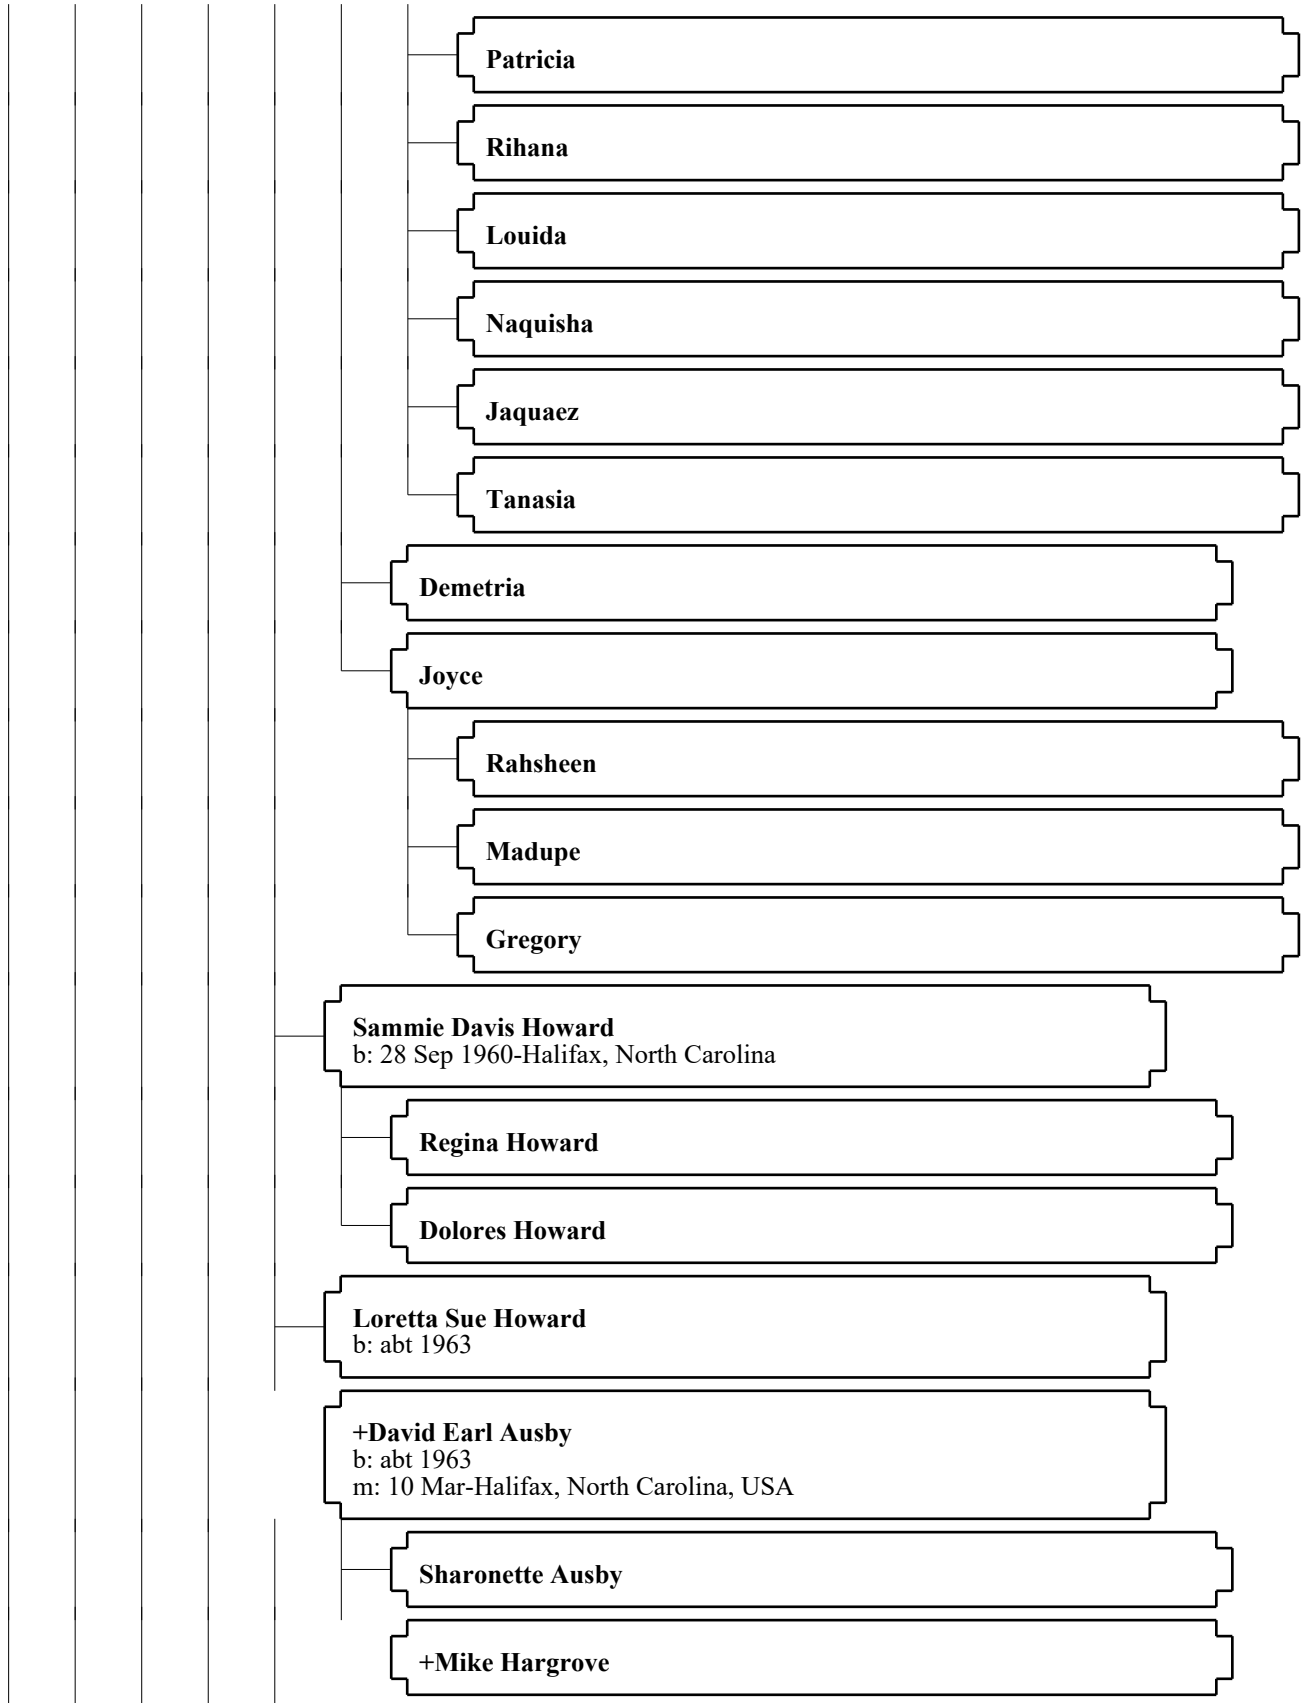 Patricia
Rihana
Louida
Naquisha
Jaquaez
Tanasia
Demetria
Joyce
Rahsheen
Madupe
Gregory
Sammie Davis Howard
b: 28 Sep 1960-Halifax, North Carolina
Regina Howard
Dolores Howard
Loretta Sue Howard
b: abt 1963
+David Earl Ausby
b: abt 1963
m: 10 Mar-Halifax, North Carolina, USA
Sharonette Ausby
+Mike Hargrove